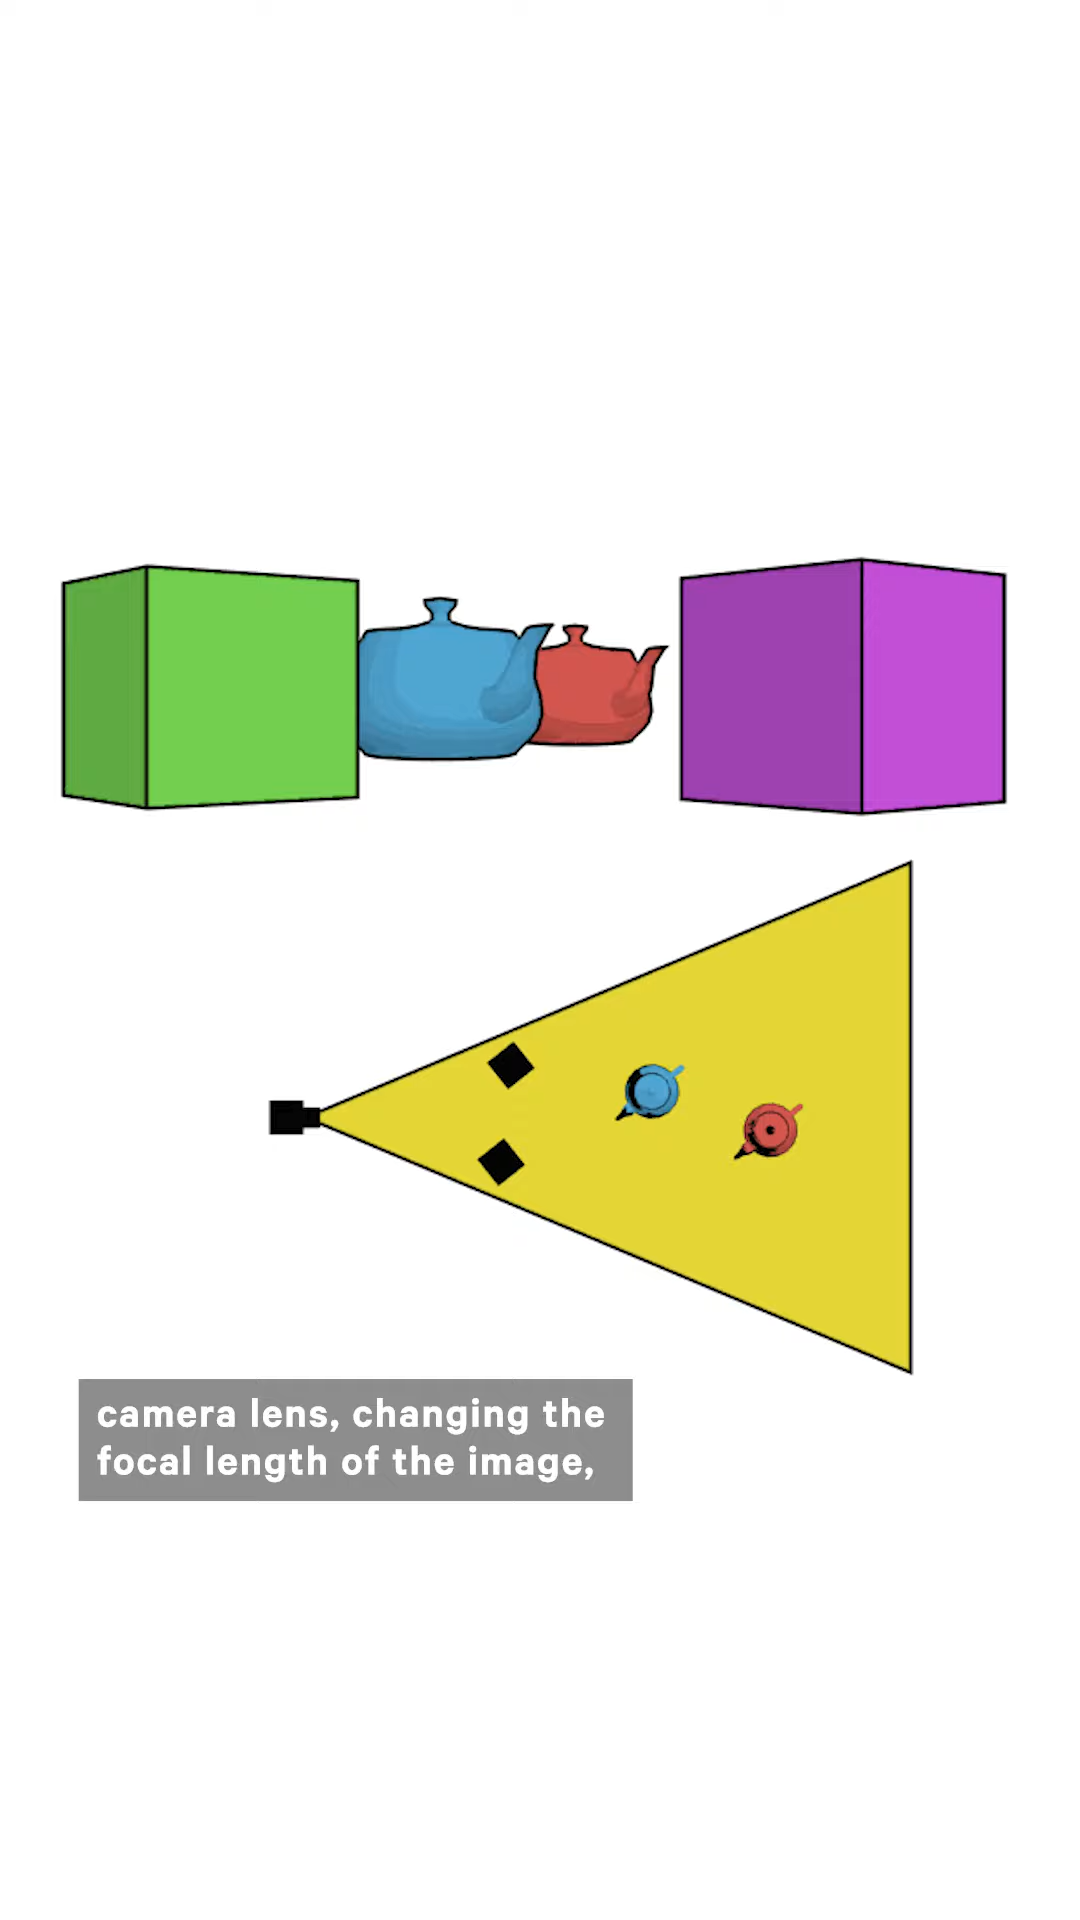 camera lens, changing the
focal length of the image,